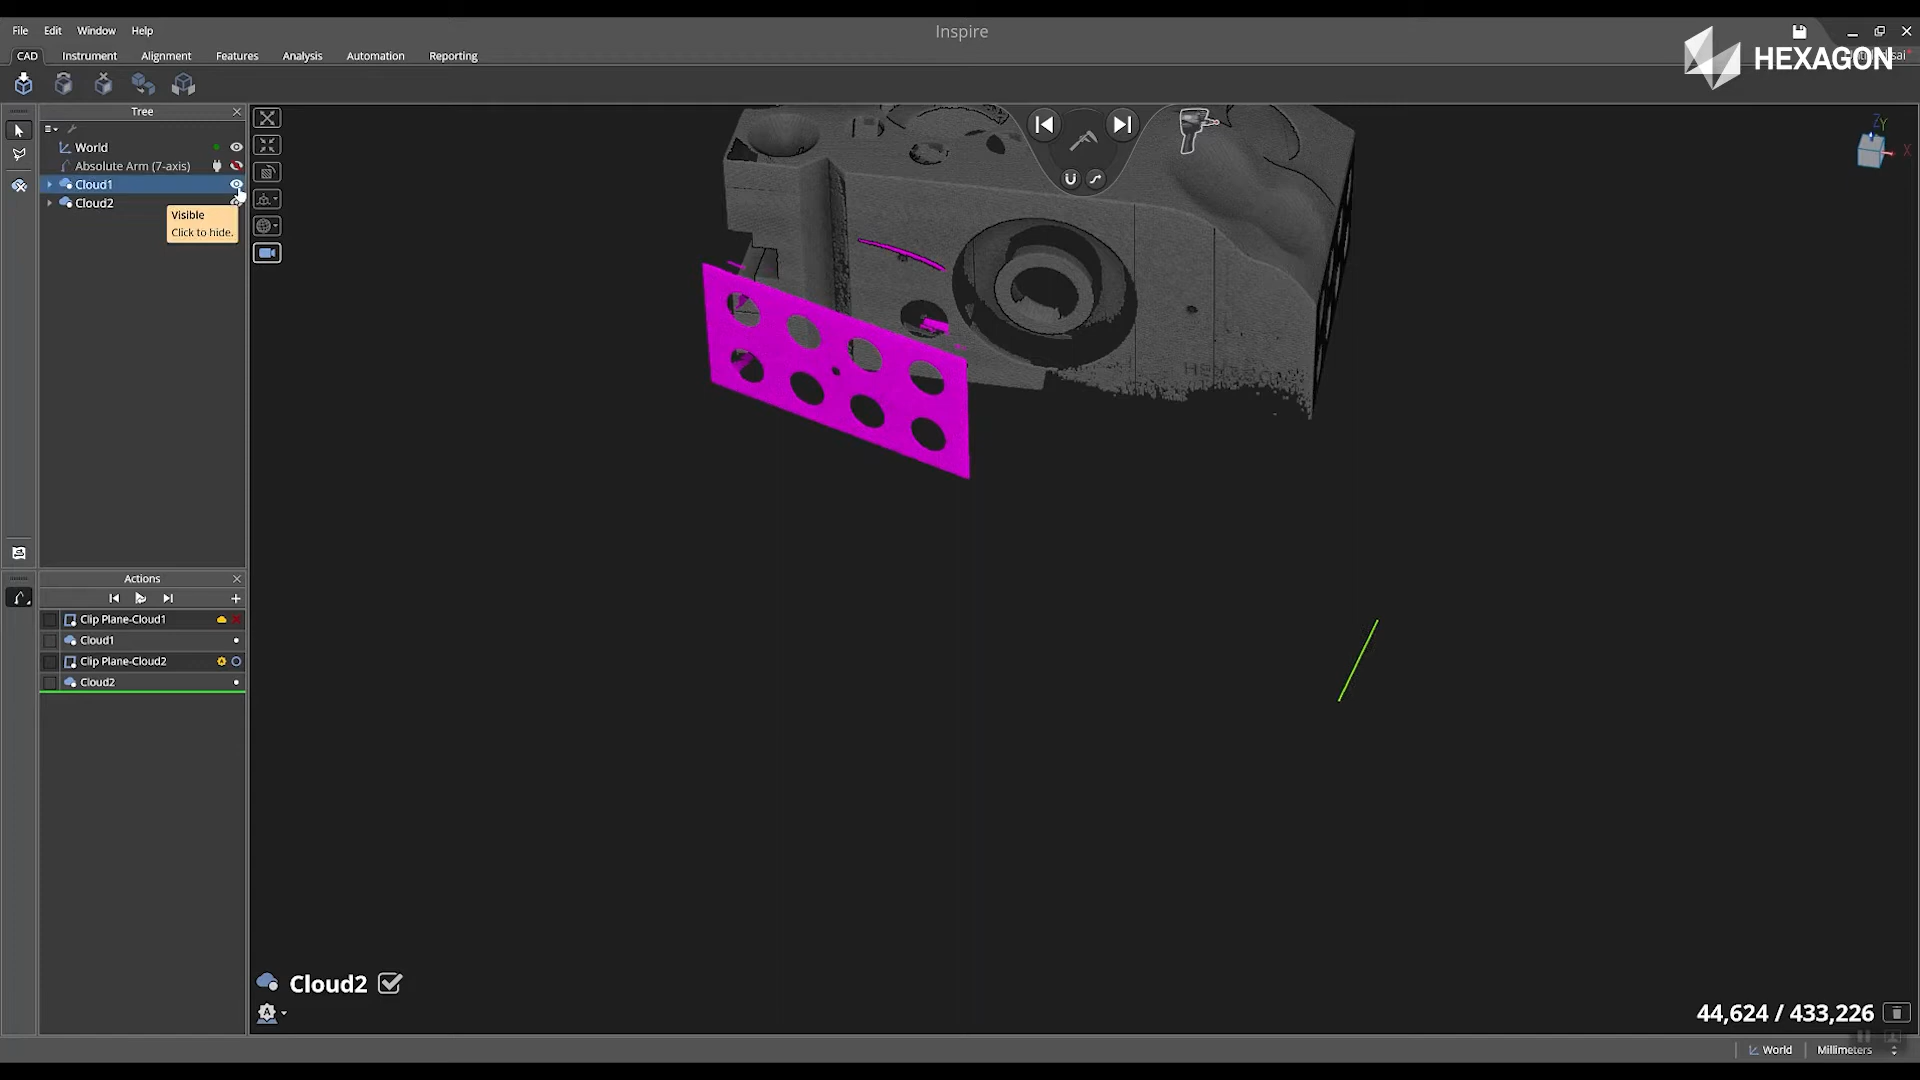 File Edit Window Help
Inspire
CAD Instrument Alignment Features Analysis Automation Reporting
HEXAGON
Tree
World
Absolute Arm (7-axis)
Cloud1
Cloud2
Visible
Click to hide.
Z Y
X
Actions
Clip Plane-Cloud1
Cloud1
Clip Plane-Cloud2
Cloud2
Cloud2
44,624 / 433,226
World Millimeters